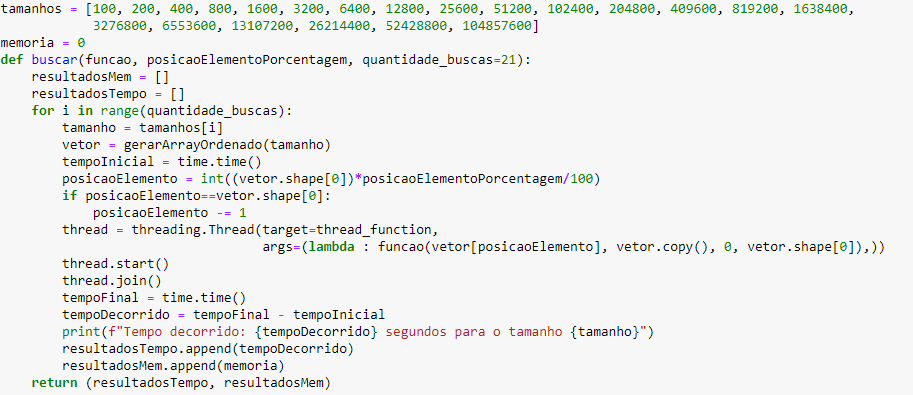 tamanhos = [100, 200, 400, 800, 1600, 3200, 6400, 12800, 25600, 51200, 102400, 204800, 409600, 819200, 1638400,
            3276800, 6553600, 13107200, 26214400, 52428800, 104857600]
memoria = 0
def buscar(funcao, posicaoElementoPorcentagem, quantidade_buscas=21):
    resultadosMem = []
    resultadosTempo = []
    for i in range(quantidade_buscas):
        tamanho = tamanhos[i]
        vetor = gerarArrayOrdenado(tamanho)
        tempoInicial = time.time()
        posicaoElemento = int((vetor.shape[0])*posicaoElementoPorcentagem/100)
        if posicaoElemento==vetor.shape[0]:
            posicaoElemento -= 1
        thread = threading.Thread(target=thread_function,
                                  args=(lambda : funcao(vetor[posicaoElemento], vetor.copy(), 0, vetor.shape[0]),))
        thread.start()
        thread.join()
        tempoFinal = time.time()
        tempoDecorrido = tempoFinal - tempoInicial
        print(f"Tempo decorrido: {tempoDecorrido} segundos para o tamanho {tamanho}")
        resultadosTempo.append(tempoDecorrido)
        resultadosMem.append(memoria)
    return (resultadosTempo, resultadosMem)